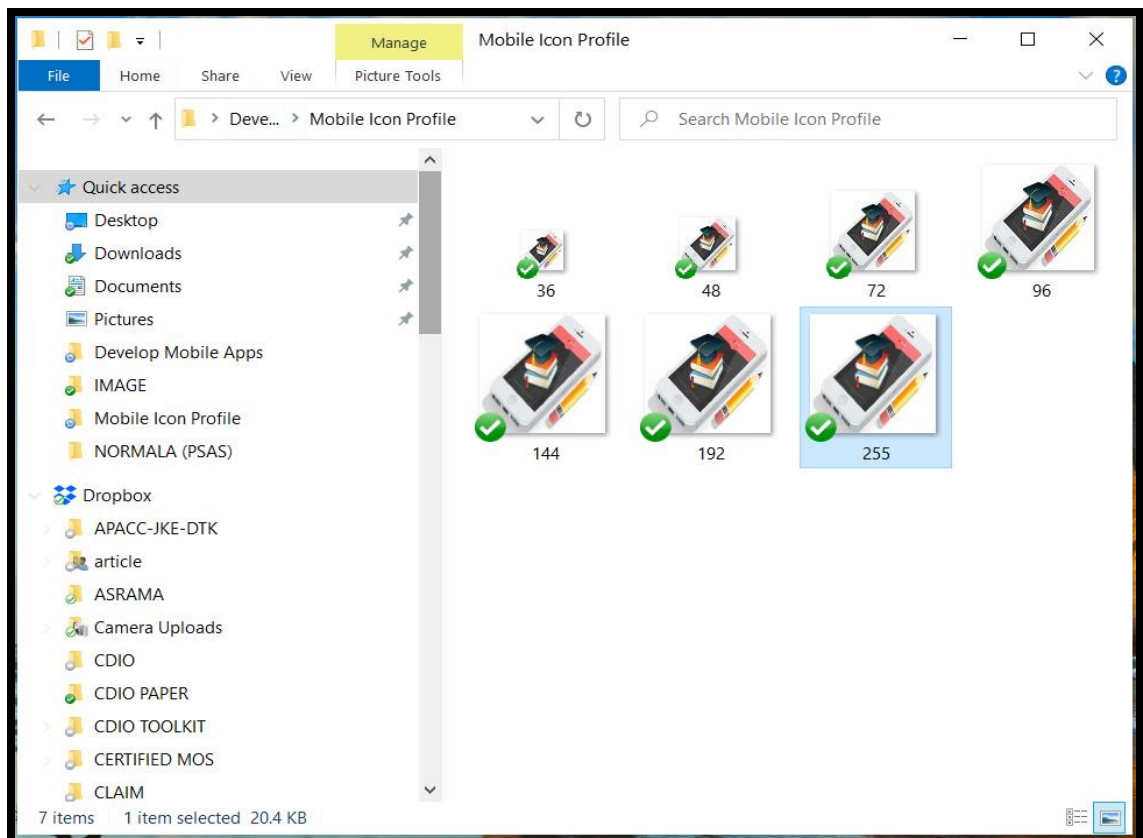 Manage
Mobile Icon Profile
File Home Share View Picture Tools
?
Deve... > Mobile Icon Profile
Search Mobile Icon Profile
Quick access
Desktop
Downloads
Documents
Pictures
Develop Mobile Apps
IMAGE
Mobile Icon Profile
NORMALA (PSAS)
Dropbox
APACC-JKE-DTK
article
ASRAMA
Camera Uploads
CDIO
CDIO PAPER
CDIO TOOLKIT
CERTIFIED MOS
CLAIM
36 48 72 96
144 192 255
7 items 1 item selected 20.4 KB